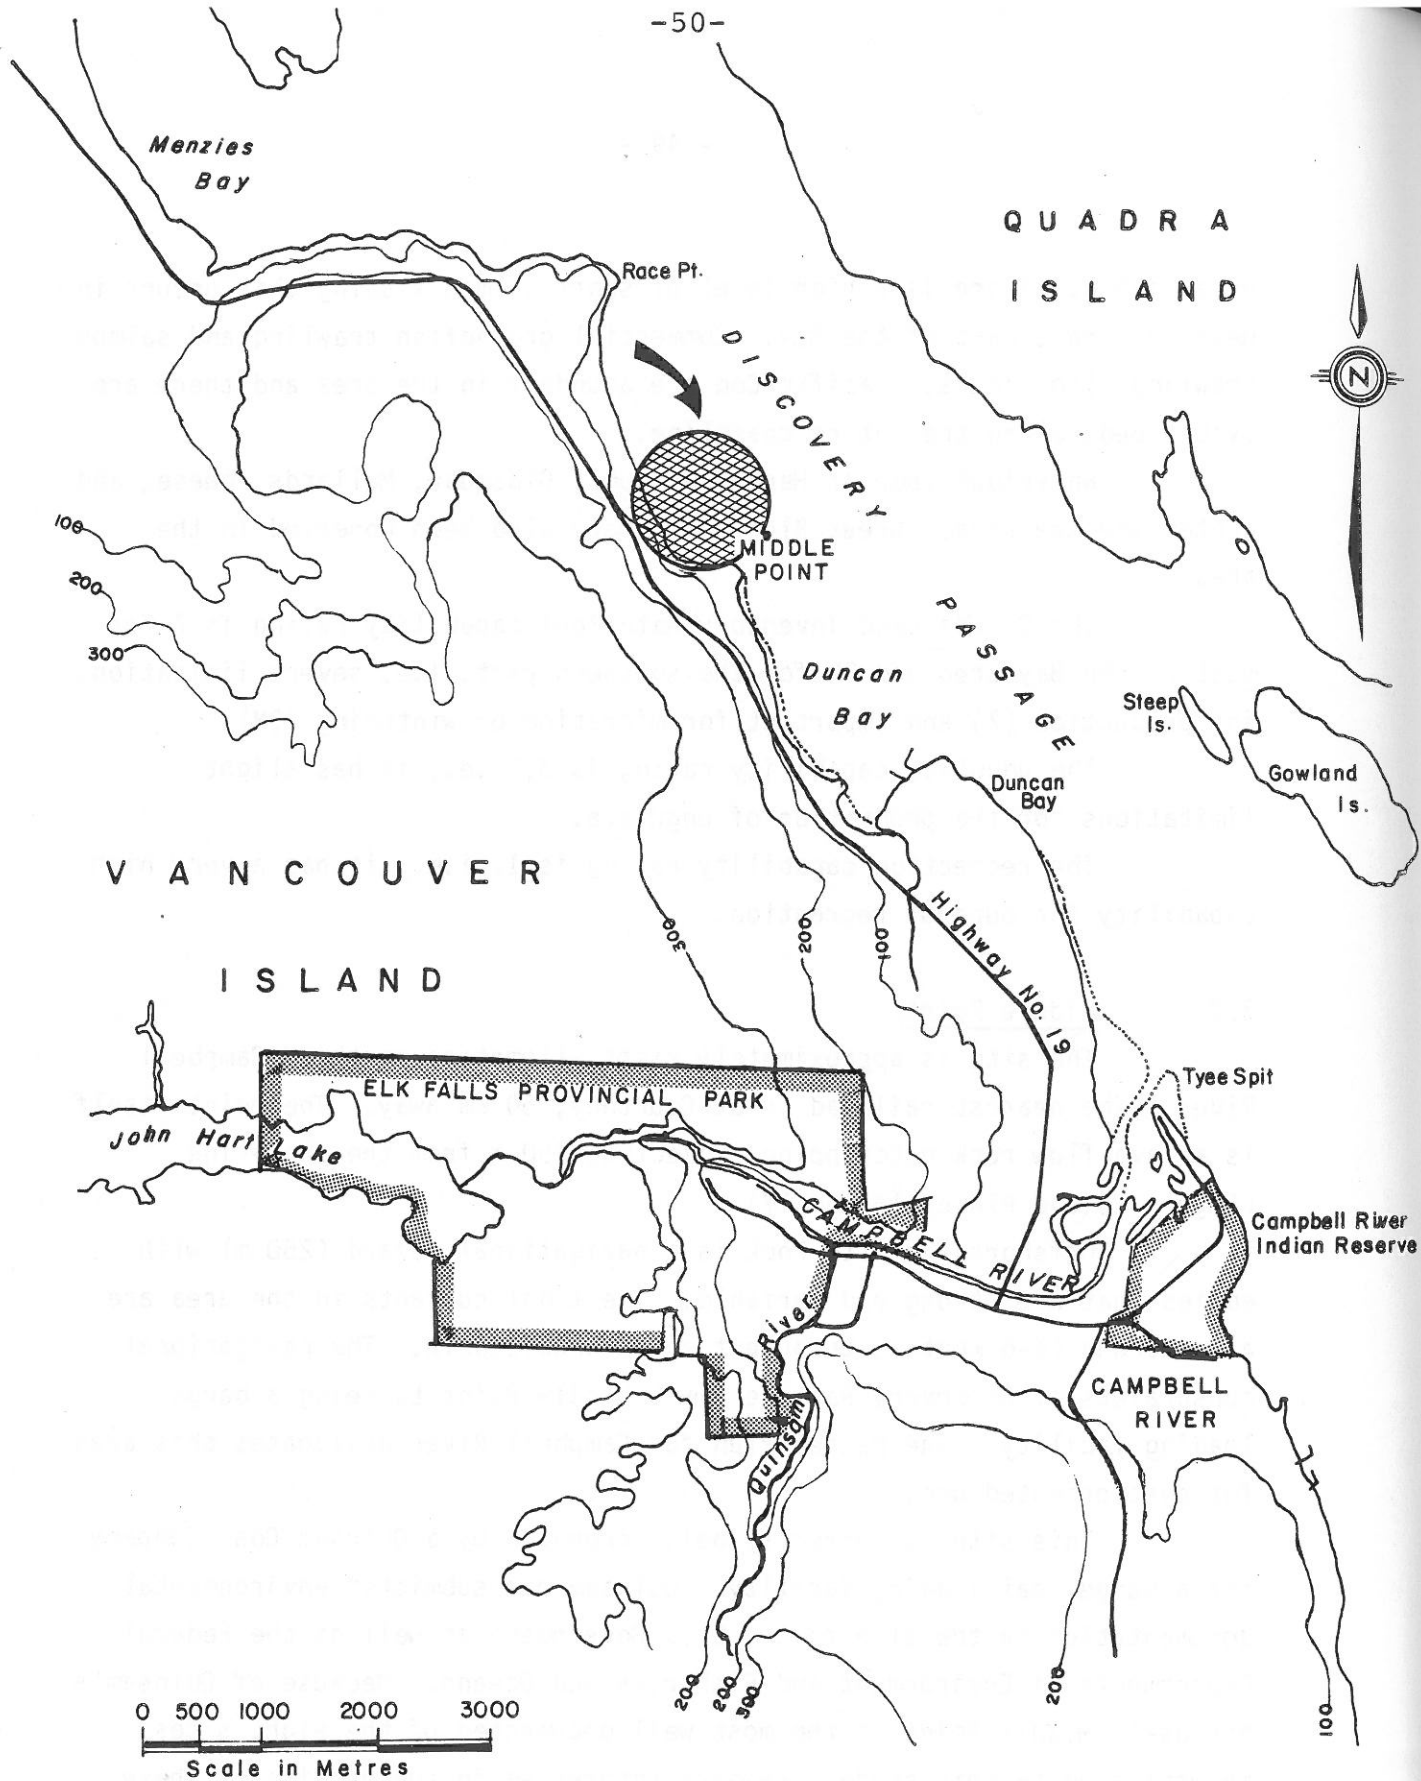 -50-
Menzies
Bay
QUADRA
ISLAND
Race Pt.
DISCOVERY
PASSAGE
N
MIDDLE
POINT
100
200
300
Duncan
Bay
Steep
Is.
Gowland
Is.
Duncan
Bay
VANCOUVER
ISLAND
300
200
100
Highway No. 19
ELK FALLS PROVINCIAL PARK
Tyee Spit
John Hart Lake
CAMPBELL RIVER
Campbell River
Indian Reserve
Quinsam River
CAMPBELL
RIVER
200
200
300
200
100
0 500 1000 2000 3000
Scale in Metres